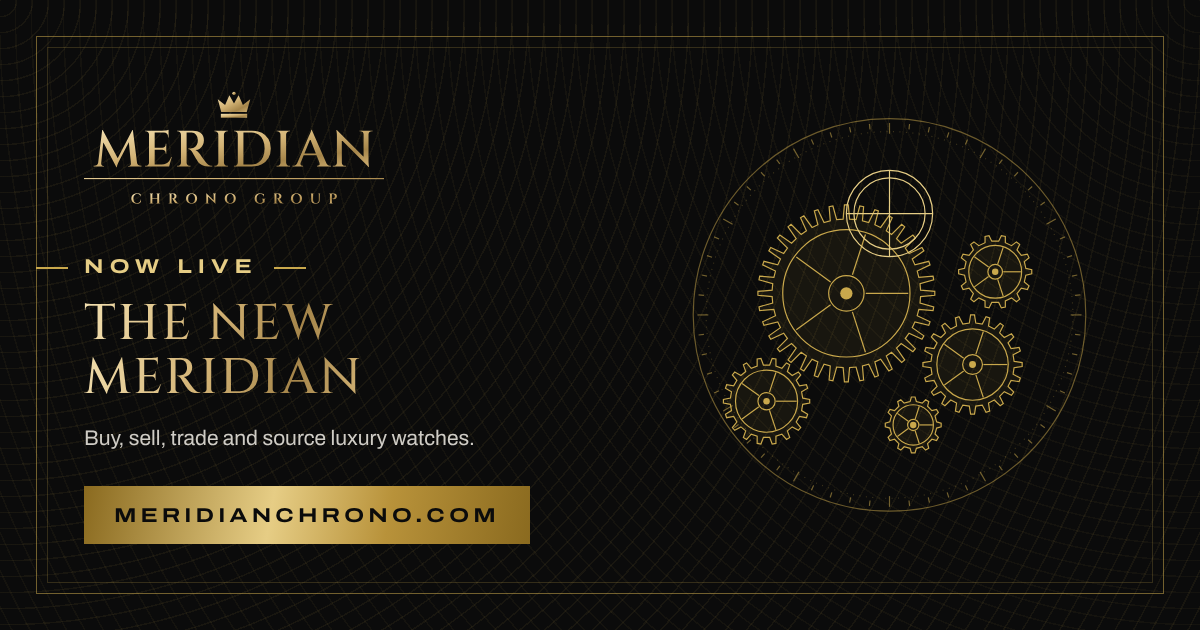 MERIDIAN
CHRONO GROUP
NOW LIVE
THE NEW
MERIDIAN
Buy, sell, trade and source luxury watches.
MERIDIANCHRONO.COM